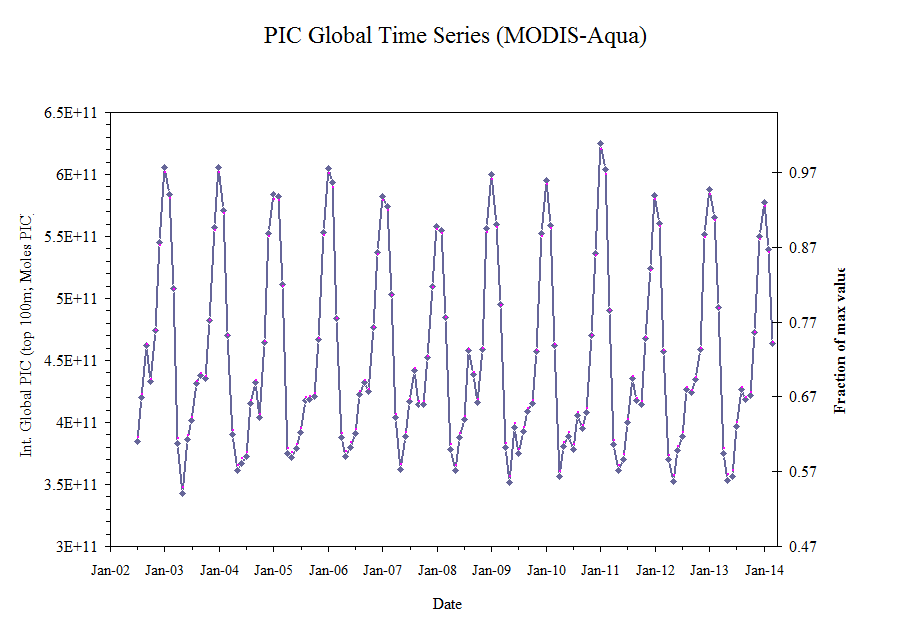 PIC Global Time Series (MODIS-Aqua)
6.5E+11
6E+11
5.5E+11
5E+11
4.5E+11
4E+11
3.5E+11
3E+11
Int. Global PIC (top 100m; Moles PIC)
0.97
0.87
0.77
0.67
0.57
0.47
Fraction of max value
Jan-02 Jan-03 Jan-04 Jan-05 Jan-06 Jan-07 Jan-08 Jan-09 Jan-10 Jan-11 Jan-12 Jan-13 Jan-14
Date